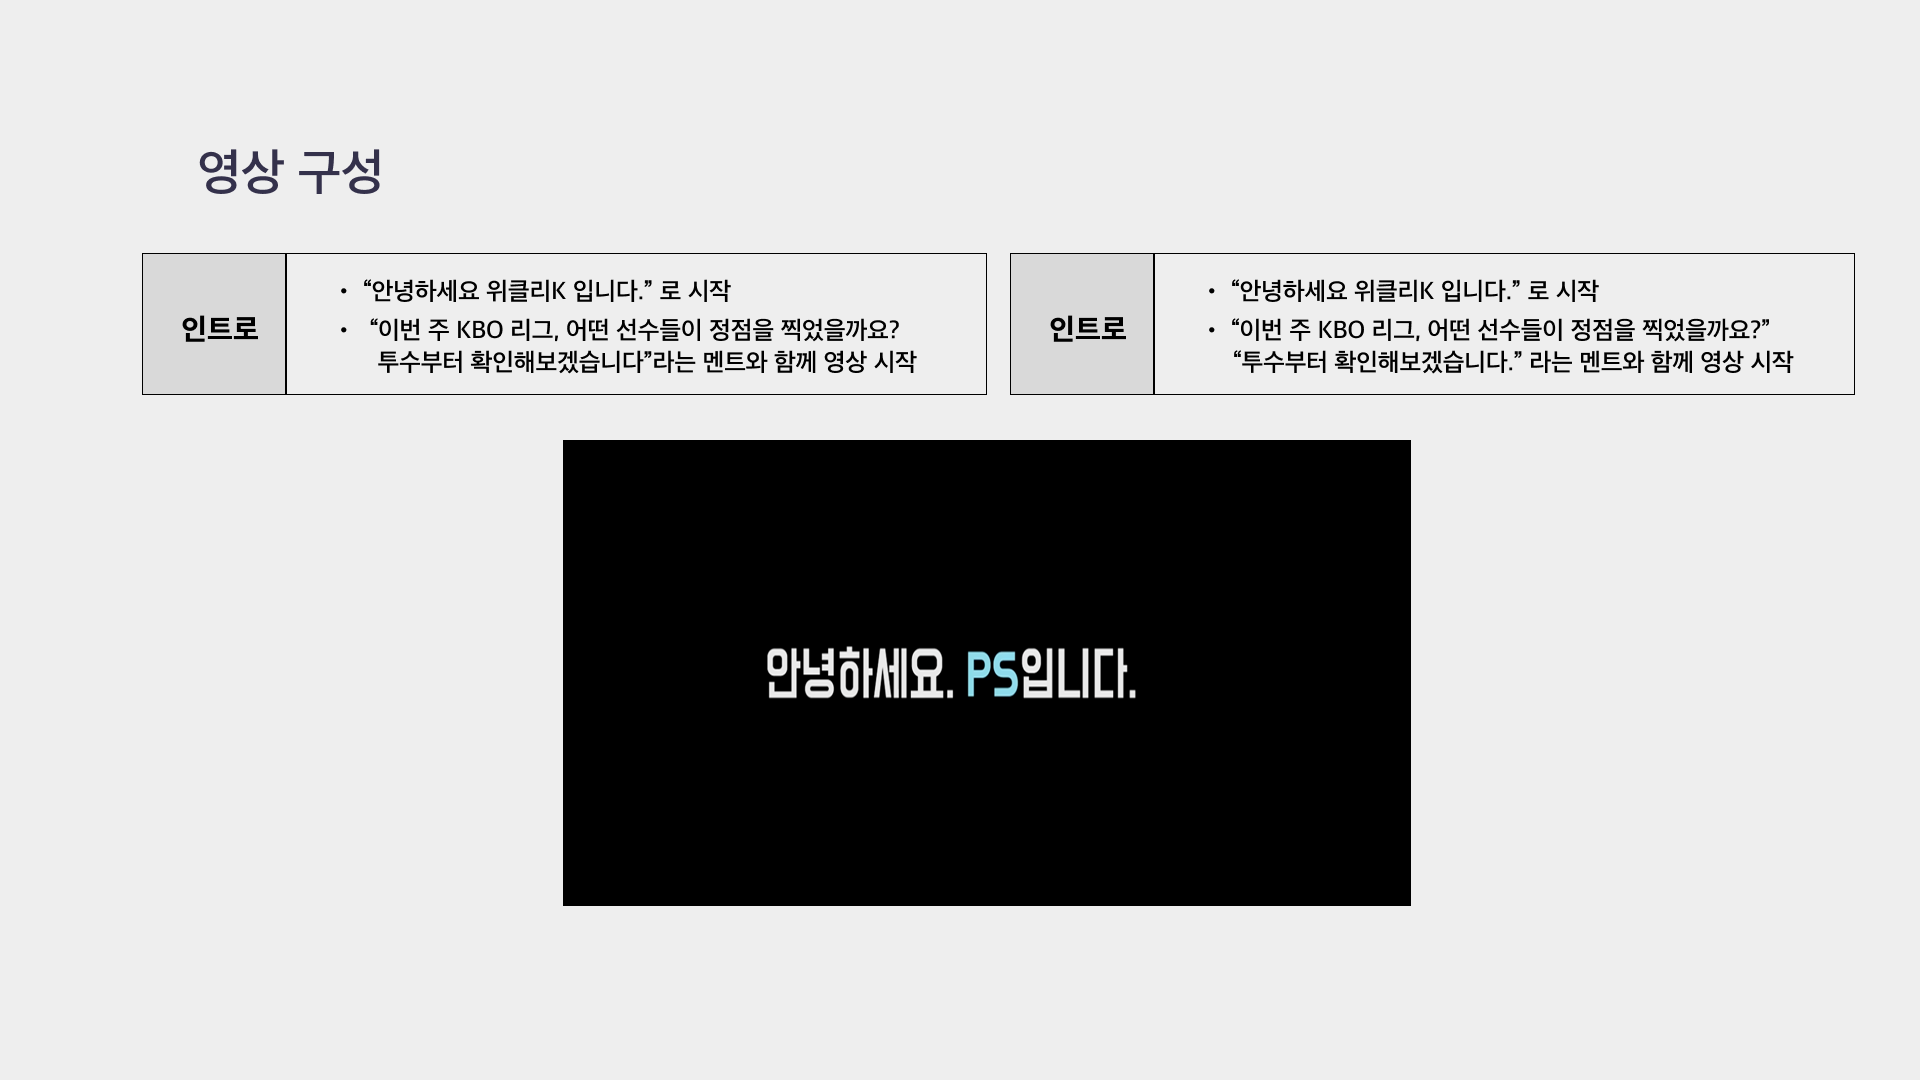 영상 구성
인트로
• “안녕하세요 위클리K 입니다.” 로 시작
• “이번 주 KBO 리그, 어떤 선수들이 정점을 찍었을까요?
투수부터 확인해보겠습니다”라는 멘트와 함께 영상 시작
인트로
• “안녕하세요 위클리K 입니다.” 로 시작
• “이번 주 KBO 리그, 어떤 선수들이 정점을 찍었을까요?”
“투수부터 확인해보겠습니다.” 라는 멘트와 함께 영상 시작
안녕하세요. PS입니다.